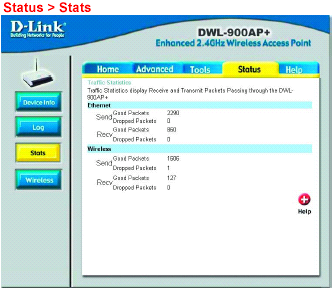 Status > Stats
D-Link
Building Networks for People
DWL-900AP+
Enhanced 2.4GHz Wireless Access Point
Home Advanced Tools Status Help
Traffic Statistics
Traffic Statistics display Receive and Transmit Packets Passing through the DWL-
900AP+
Ethernet
Send Good Packets 2290
Dropped Packets 0
Recv Good Packets 860
Dropped Packets 0
Wireless
Send Good Packets 1606
Dropped Packets 1
Recv Good Packets 127
Dropped Packets 0
Device Info
Log
Stats
Wireless
Help